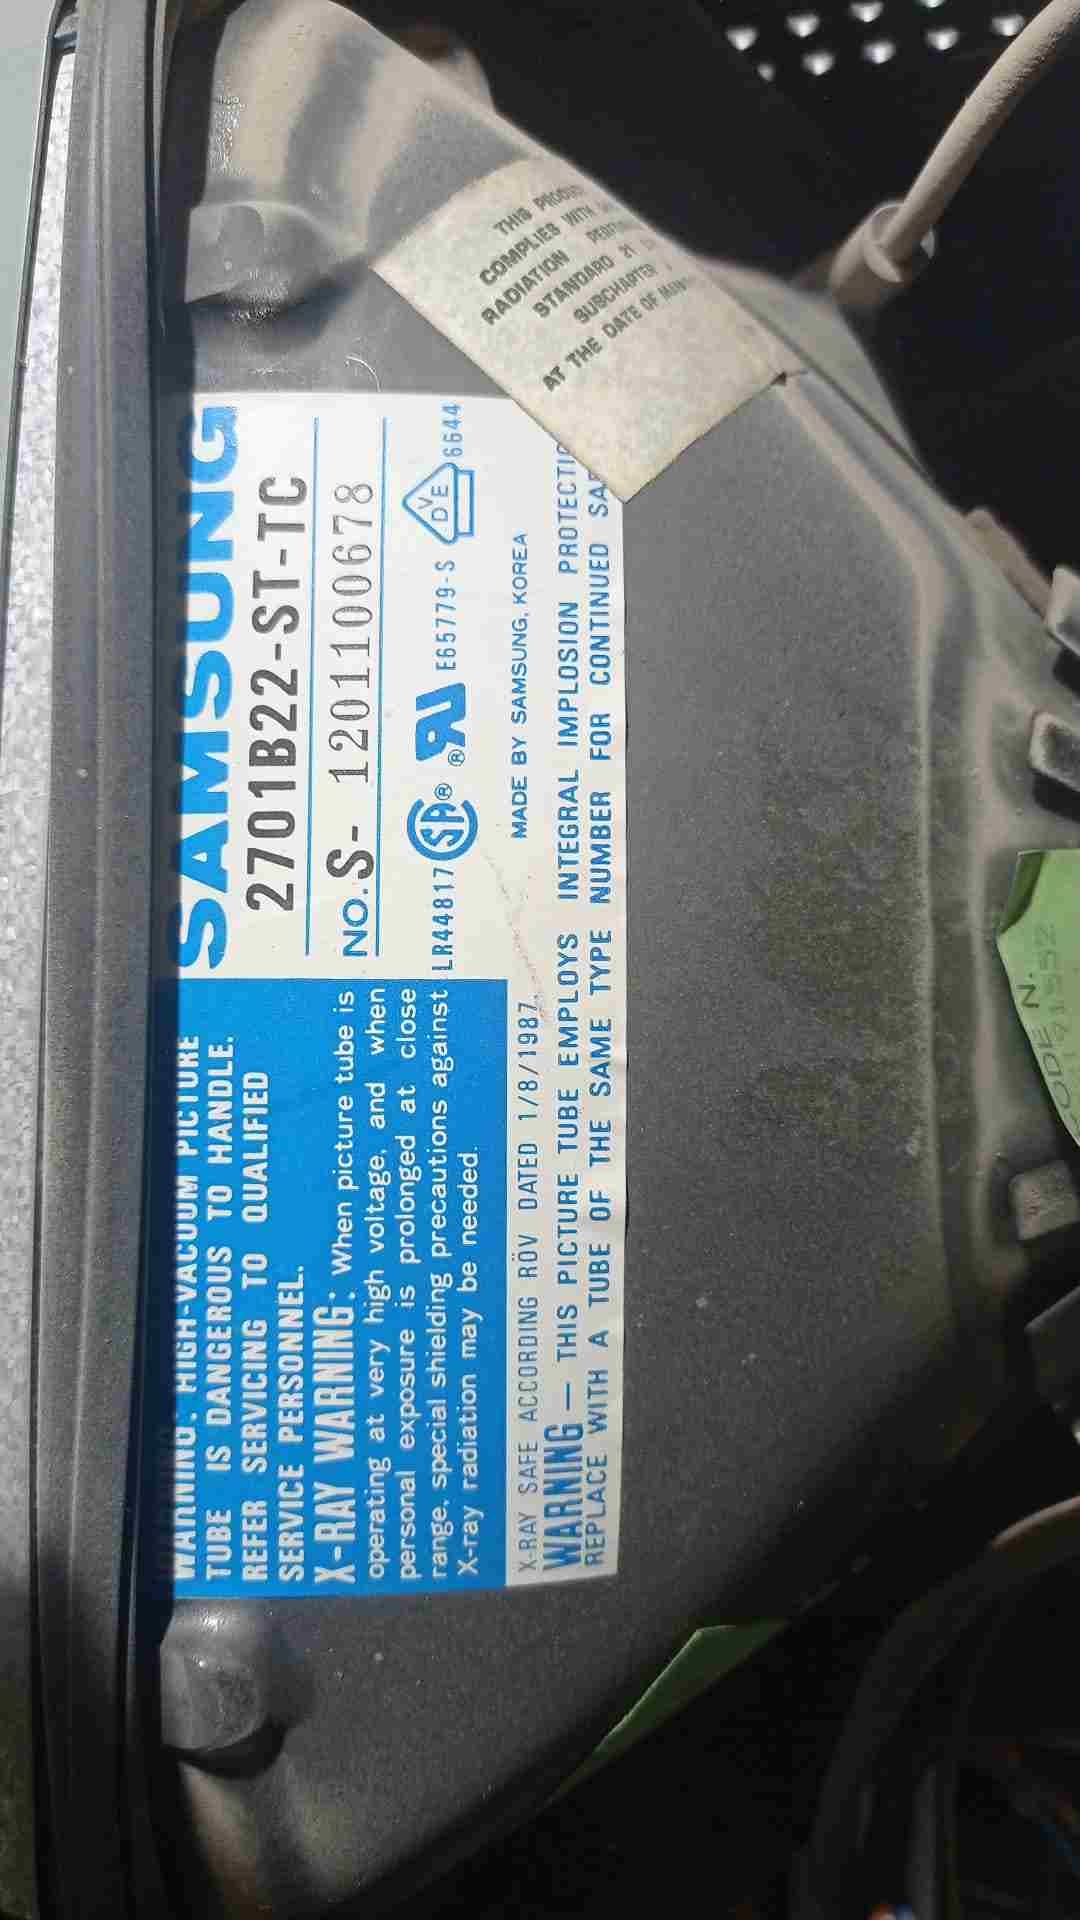 WARNING: HIGH-VACUUM PICTURE
TUBE IS DANGEROUS TO HANDLE.
REFER SERVICING TO QUALIFIED
SERVICE PERSONNEL.
X-RAY WARNING: When picture tube is
operating at very high voltage, and when
personal exposure is prolonged at close
range, special shielding precautions against
X-ray radiation may be needed.
SAMSUNG
2701B22-ST-TC
NO. S- 1201100678
LR44817 SA ® UR ® E65779-S DVE 6644
MADE BY SAMSUNG, KOREA
X-RAY SAFE ACCORDING RÖV DATED 1/8/1987.
WARNING — THIS PICTURE TUBE EMPLOYS INTEGRAL IMPLOSION
REPLACE WITH A TUBE OF THE SAME TYPE NUMBER FOR CONTINUED
THIS
COMPLIES WITH
RADIATION
STANDARD 21
SUBCHAPTER
AT THE DATE OF
N.